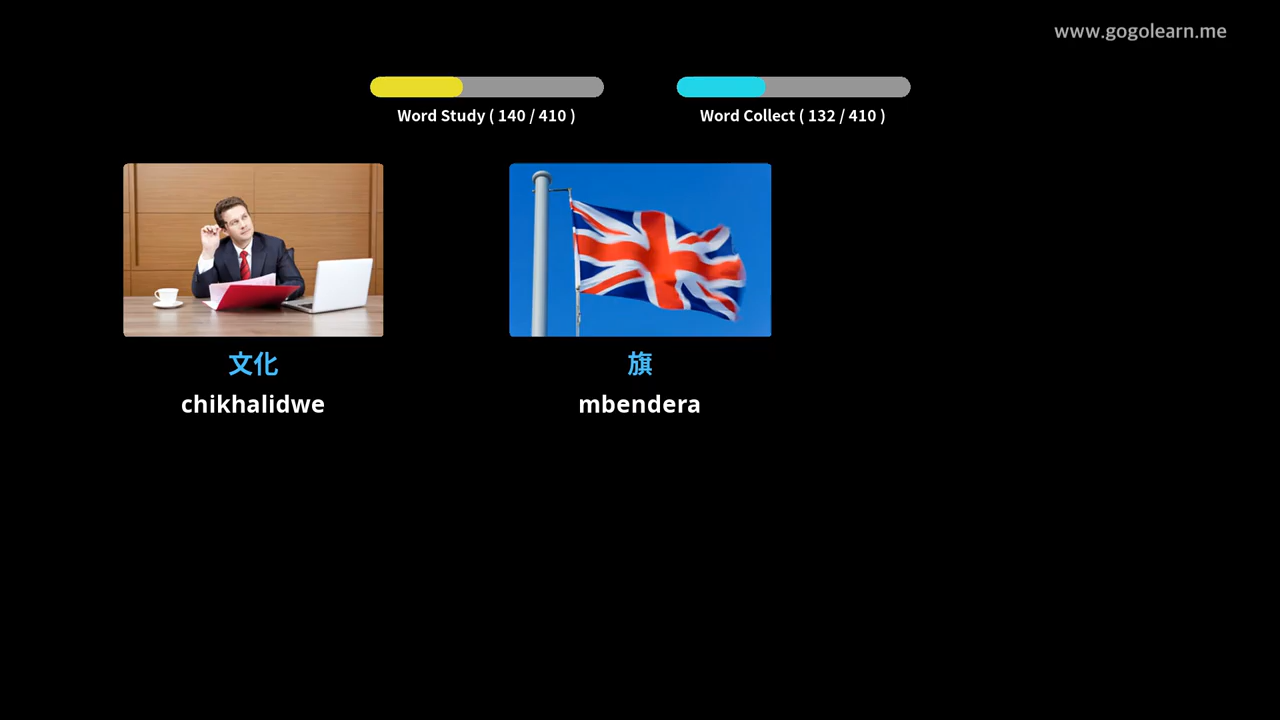 www.gogolearn.me
Word Study ( 140 / 410 )
Word Collect ( 132 / 410 )
文化
chikhalidwe
旗
mbendera